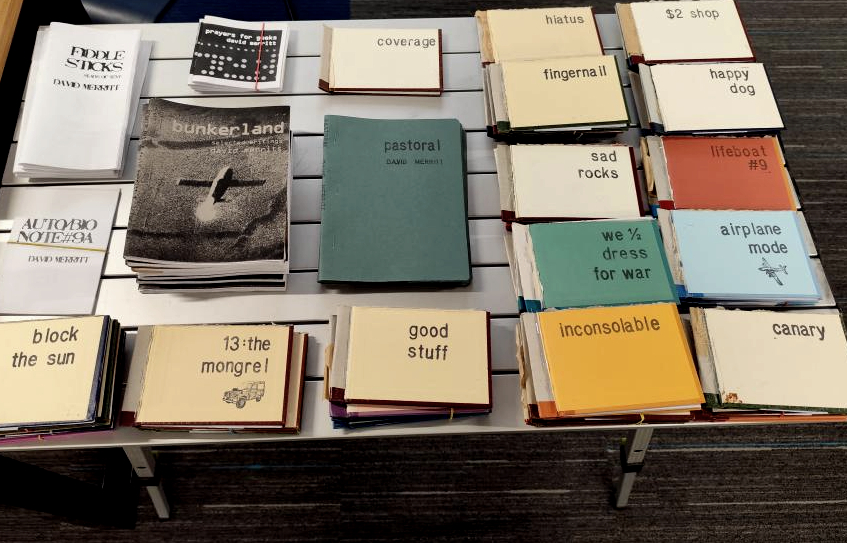 FIDDLE
STICKS
DAVID MERRITT
prayers for geeks
david merritt
coverage
hiatus
$2 shop
fingernail
happy
dog
bunkerland
selected writings
david merritt
pastoral
DAVID MERRITT
sad
rocks
lifeboat
#9
AUTO/BIO
NOTE#9A
DAVID MERRITT
we ½
dress
for war
airplane
mode
block
the sun
13:the
mongrel
good
stuff
inconsolable
canary